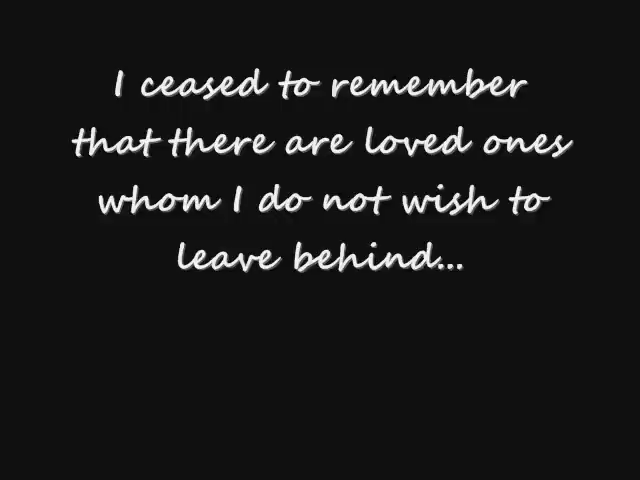 I ceased to remember
that there are loved ones
whom I do not wish to
leave behind...